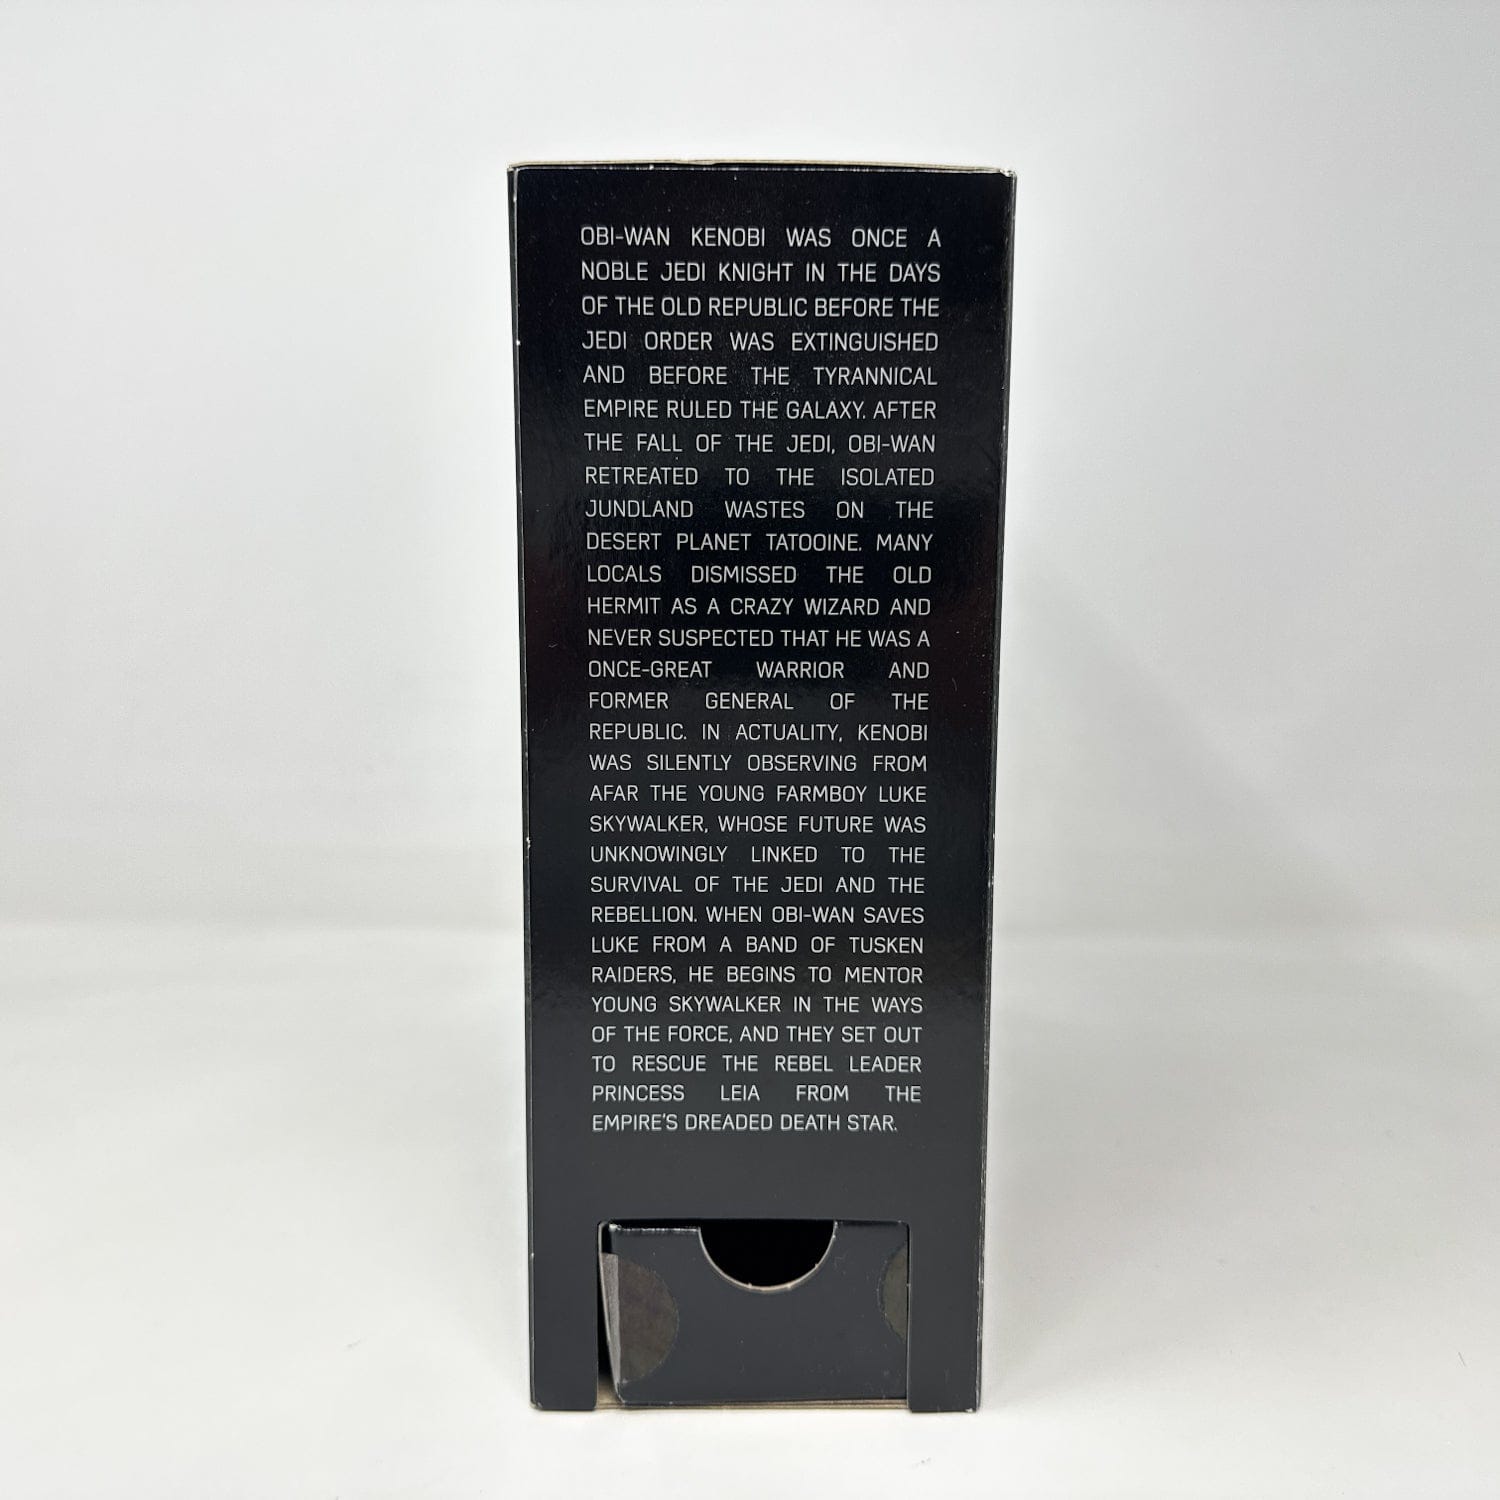 OBI-WAN KENOBI WAS ONCE A
NOBLE JEDI KNIGHT IN THE DAYS
OF THE OLD REPUBLIC BEFORE THE
JEDI ORDER WAS EXTINGUISHED
AND BEFORE THE TYRANNICAL
EMPIRE RULED THE GALAXY. AFTER
THE FALL OF THE JEDI, OBI-WAN
RETREATED TO THE ISOLATED
JUNDLAND WASTES ON THE
DESERT PLANET TATOOINE. MANY
LOCALS DISMISSED THE OLD
HERMIT AS A CRAZY WIZARD AND
NEVER SUSPECTED THAT HE WAS A
ONCE-GREAT WARRIOR AND
FORMER GENERAL OF THE
REPUBLIC. IN ACTUALITY, KENOBI
WAS SILENTLY OBSERVING FROM
AFAR THE YOUNG FARMBOY LUKE
SKYWALKER, WHOSE FUTURE WAS
UNKNOWINGLY LINKED TO THE
SURVIVAL OF THE JEDI AND THE
REBELLION. WHEN OBI-WAN SAVES
LUKE FROM A BAND OF TUSKEN
RAIDERS, HE BEGINS TO MENTOR
YOUNG SKYWALKER IN THE WAYS
OF THE FORCE, AND THEY SET OUT
TO RESCUE THE REBEL LEADER
PRINCESS LEIA FROM THE
EMPIRE'S DREADED DEATH STAR.